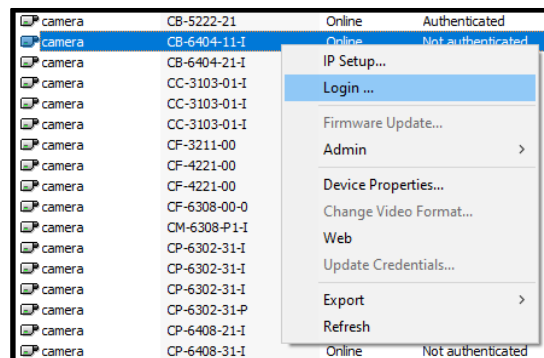 camera CB-5222-21 Online Authenticated
camera CB-6404-11-I Online Not authenticated
camera CB-6404-21-I
IP Setup...
camera CC-3103-01-I
Login ...
camera CC-3103-01-I
camera CC-3103-01-I
Firmware Update...
camera CF-3211-00
Admin >
camera CF-4221-00
camera CF-4221-00
Device Properties...
camera CF-6308-00-0
Change Video Format...
camera CM-6308-P1-I
Web
camera CP-6302-31-I
camera CP-6302-31-I
Update Credentials...
camera CP-6302-31-I
Export >
camera CP-6302-31-P
Refresh
camera CP-6408-21-I
camera CP-6408-31-I Online Not authenticated